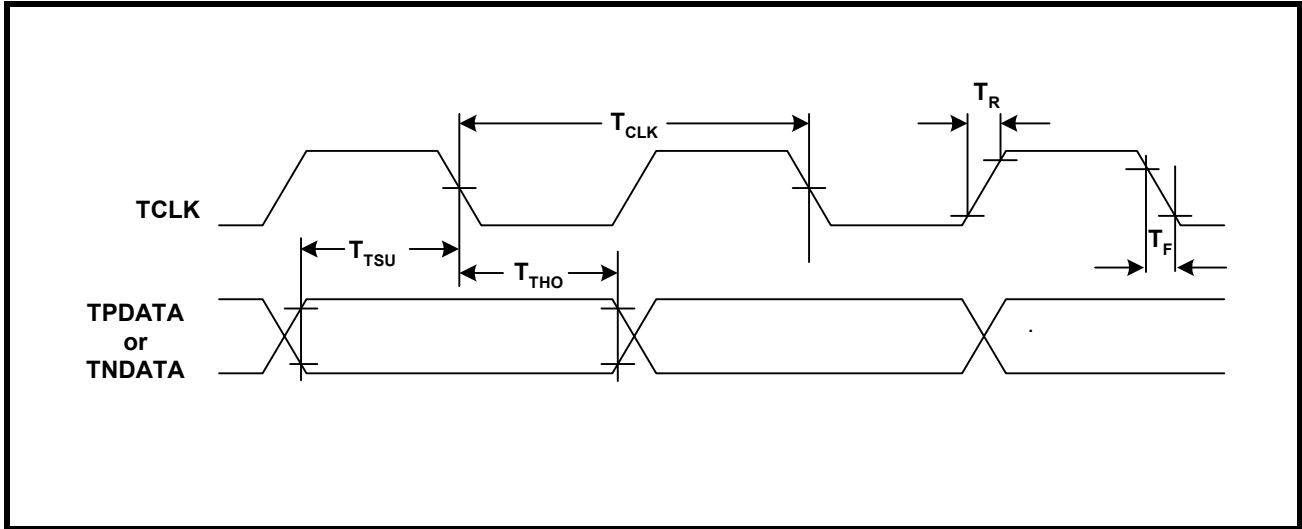 T_R
T_CLK
TCLK
T_TSU
T_F
T_THO
TPDATA
or
TNDATA